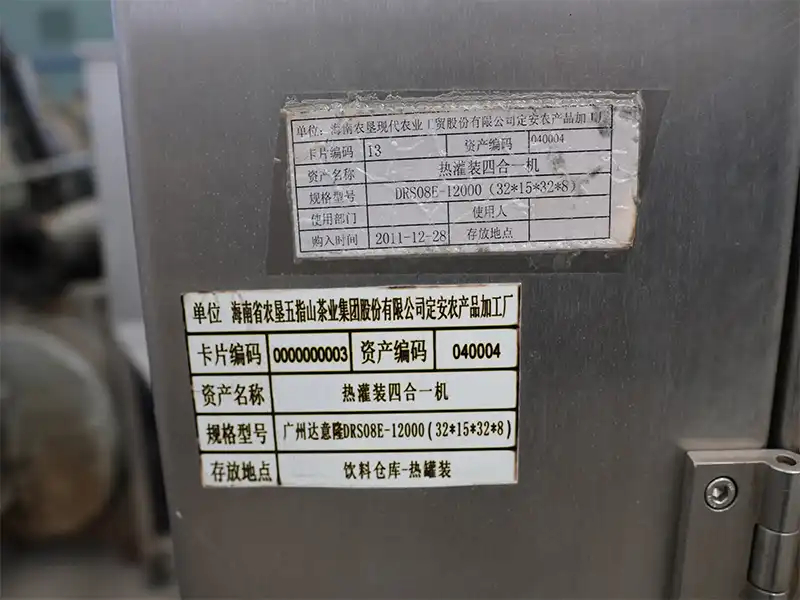 单位: 海南农垦现代农业工贸股份有限公司定安农产品加工厂
卡片编码 13 资产编码 040004
资产名称 热灌装四合一机
规格型号 DRS08E-12000 (32*15*32*8)
使用部门 使用人
购入时间 2011-12-28 存放地点
单位 海南省农垦五指山茶业集团股份有限公司定安农产品加工厂
卡片编码 0000000003 资产编码 040004
资产名称 热灌装四合一机
规格型号 广州达意隆DRS08E-12000(32*15*32*8)
存放地点 饮料仓库-热罐装